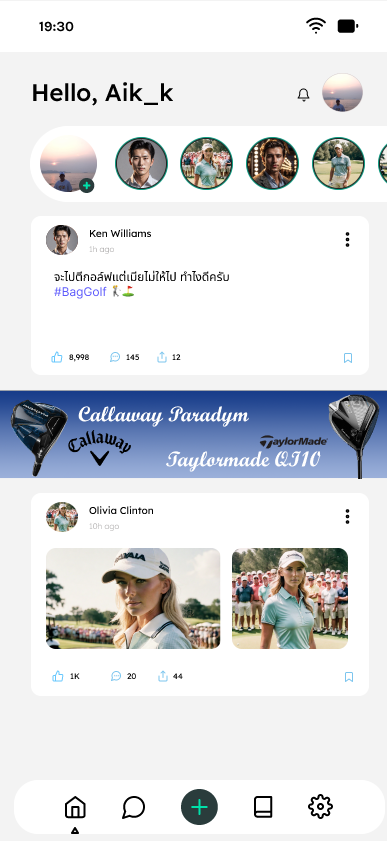 19:30
Hello, Aik_k
Ken Williams
1h ago
จะไปตีกอล์ฟแต่เมียไม่ให้ไป ทำไงดีครับ
#BagGolf 🏌️⛳
8,998 145 12
Callaway Paradym
Callaway
TaylorMade
Taylormade QI10
Olivia Clinton
10h ago
1K 20 44